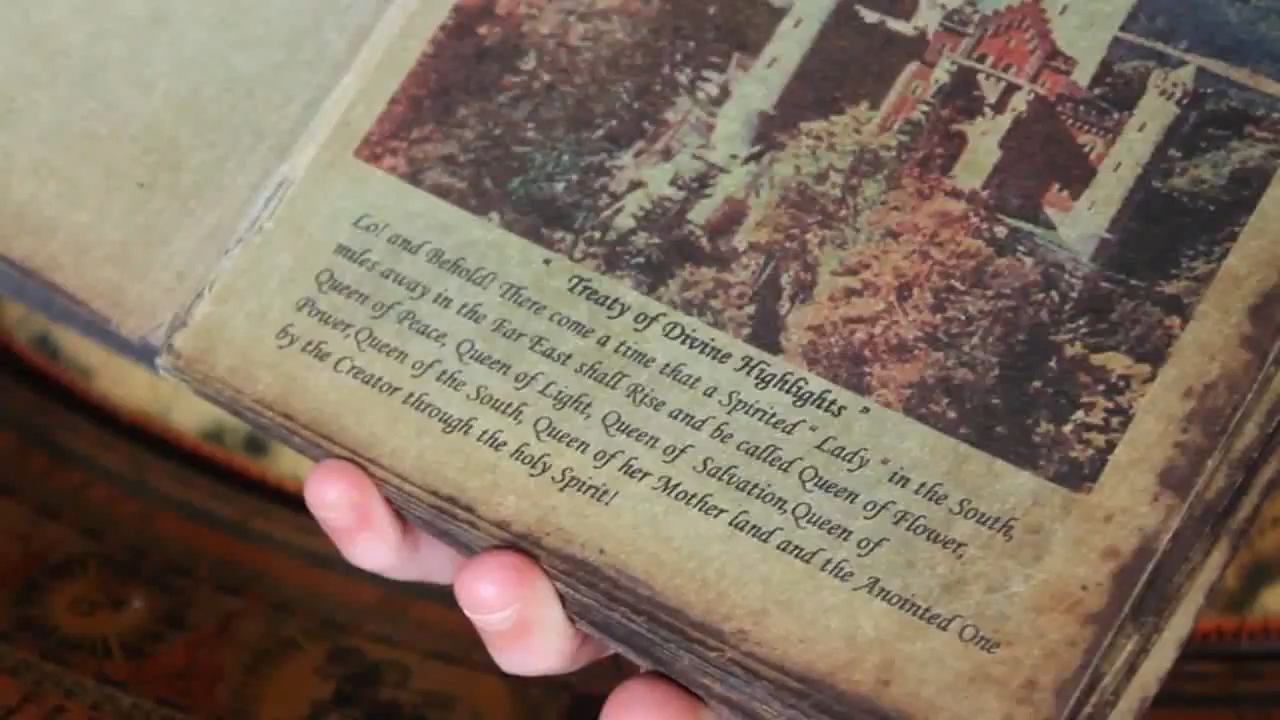 " Treaty of Divine Highlights "
Lo! and Behold! There come a time that a Spirited " Lady " in the South,
miles away in the Far East shall Rise and be called Queen of Flower,
Queen of Peace, Queen of Light, Queen of Salvation,Queen of
Power,Queen of the South, Queen of her Mother land and the Anointed One
by the Creator through the holy Spirit!